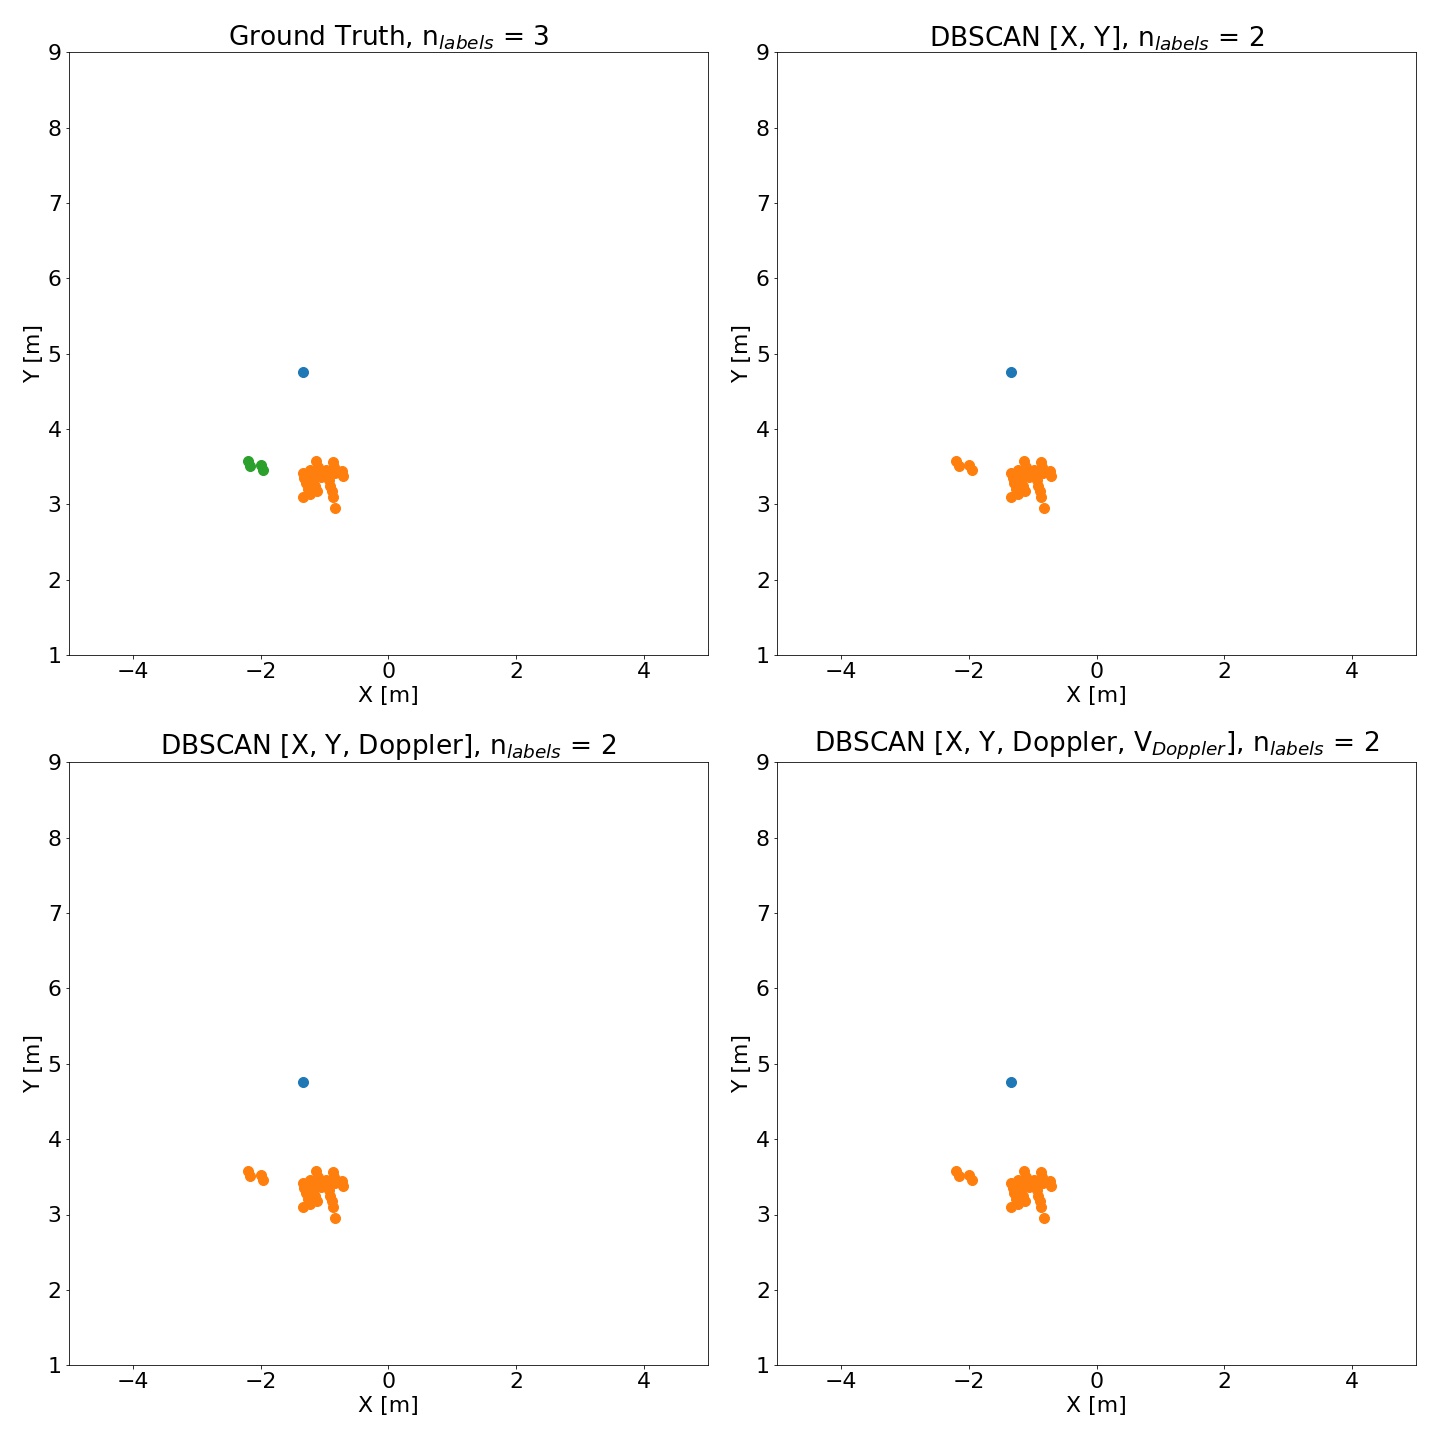 Ground Truth, n_labels = 3
9
8
7
6
5
4
3
2
1
Y [m]
−4 −2 0 2 4
X [m]
DBSCAN [X, Y], n_labels = 2
9
8
7
6
5
4
3
2
1
Y [m]
−4 −2 0 2 4
X [m]
DBSCAN [X, Y, Doppler], n_labels = 2
9
8
7
6
5
4
3
2
1
Y [m]
−4 −2 0 2 4
X [m]
DBSCAN [X, Y, Doppler, V_Doppler], n_labels = 2
9
8
7
6
5
4
3
2
1
Y [m]
−4 −2 0 2 4
X [m]